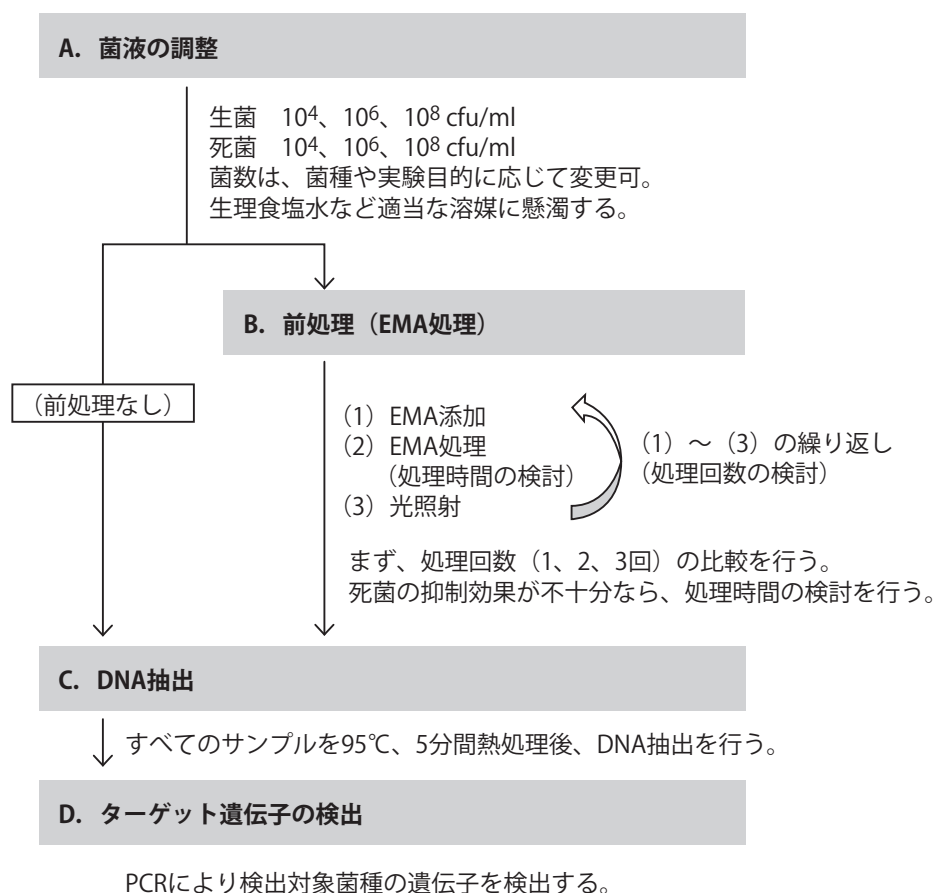 A. 菌液の調整
生菌 10⁴、10⁶、10⁸ cfu/ml
死菌 10⁴、10⁶、10⁸ cfu/ml
菌数は、菌種や実験目的に応じて変更可。
生理食塩水など適当な溶媒に懸濁する。
B. 前処理（EMA処理）
（前処理なし）
（1）EMA添加
（2）EMA処理
（処理時間の検討）
（3）光照射
（1）～（3）の繰り返し
（処理回数の検討）
まず、処理回数（1、2、3回）の比較を行う。
死菌の抑制効果が不十分なら、処理時間の検討を行う。
C. DNA抽出
すべてのサンプルを95℃、5分間熱処理後、DNA抽出を行う。
D. ターゲット遺伝子の検出
PCRにより検出対象菌種の遺伝子を検出する。